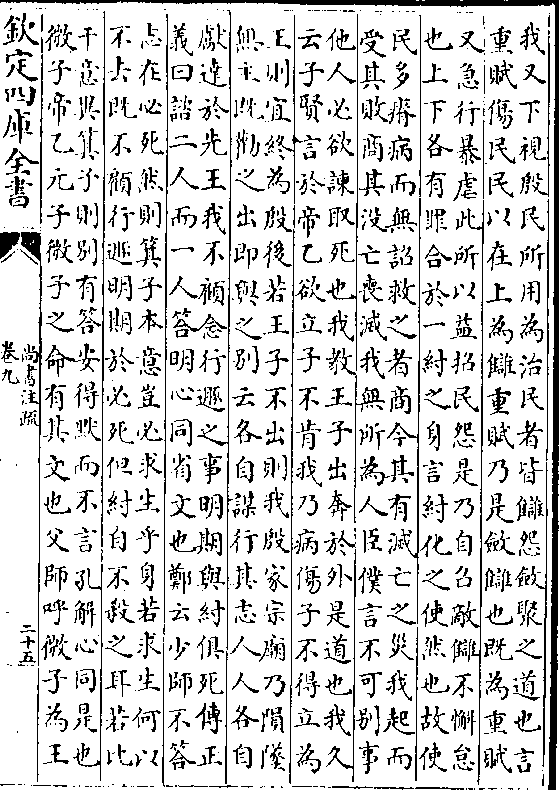 我又下視殷民所用為治民者皆讎怨斂聚之道也言
重賦傷民民以在上為讎重賦乃是斂讎也既為重賦
又急行暴虐此所以益招民怨是乃自召敵讎不懈怠
也上下各有罪合於一紂之身言紂化之使然也故使
民多瘠病而無詔救之者商今其有滅亡之災我起而
受其敗商其沒亡喪滅我無所為人臣僕言不可别事
他人必欲諫取死也我教王子出奔於外是道也我久
云子賢言於帝乙欲立子不肯我乃病傷子不得立為
王則宜終為殷後若王子不出則我殷家宗廟乃隕墜
無主既勸之出即與之别云各自謀行其志人人各自
獻達於先王我不顧念行遯之事明期與紂俱死傳正
義曰諮二人而一人答明心同省文也鄭云少師不答
志在必死然則箕子本意豈必求生乎身若求生何以
不去既不顧行遯明期於必死但紂自不殺之耳若比
干意異箕子則别有答安得默而不言孔解心同是也
微子帝乙元子微子之命有其文也父師呼微子為王
欽定四庫全書
尚書注疏
卷九
二十五